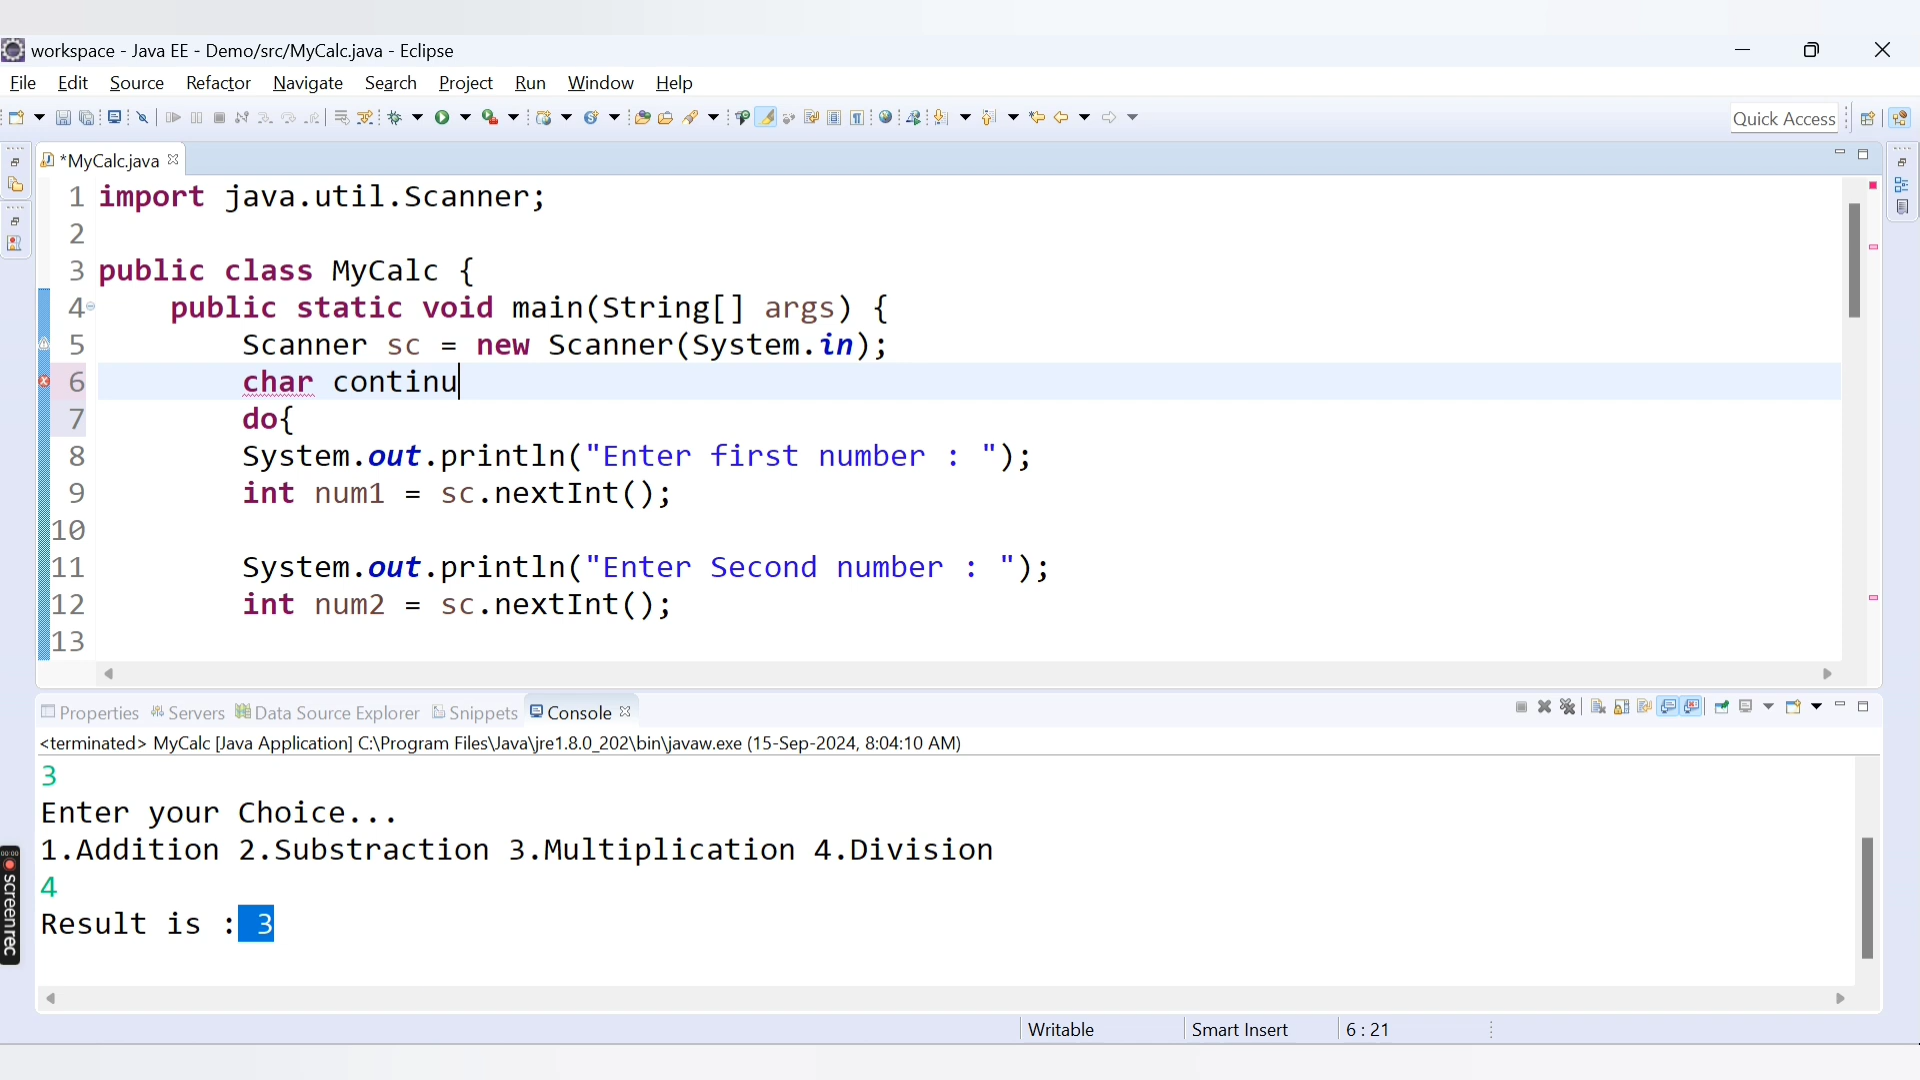 workspace - Java EE - Demo/src/MyCalc.java - Eclipse
File Edit Source Refactor Navigate Search Project Run Window Help
Quick Access
*MyCalc.java
1 import java.util.Scanner;
2
3 public class MyCalc {
4 public static void main(String[] args) {
5 Scanner sc = new Scanner(System.in);
6 char continu
7 do{
8 System.out.println("Enter first number : ");
9 int num1 = sc.nextInt();
10
11 System.out.println("Enter Second number : ");
12 int num2 = sc.nextInt();
13
Properties Servers Data Source Explorer Snippets Console
<terminated> MyCalc [Java Application] C:\Program Files\Java\jre1.8.0_202\bin\javaw.exe (15-Sep-2024, 8:04:10 AM)
3
Enter your Choice...
1.Addition 2.Substraction 3.Multiplication 4.Division
4
Result is : 3
00:00
screenrec
Writable Smart Insert 6 : 21